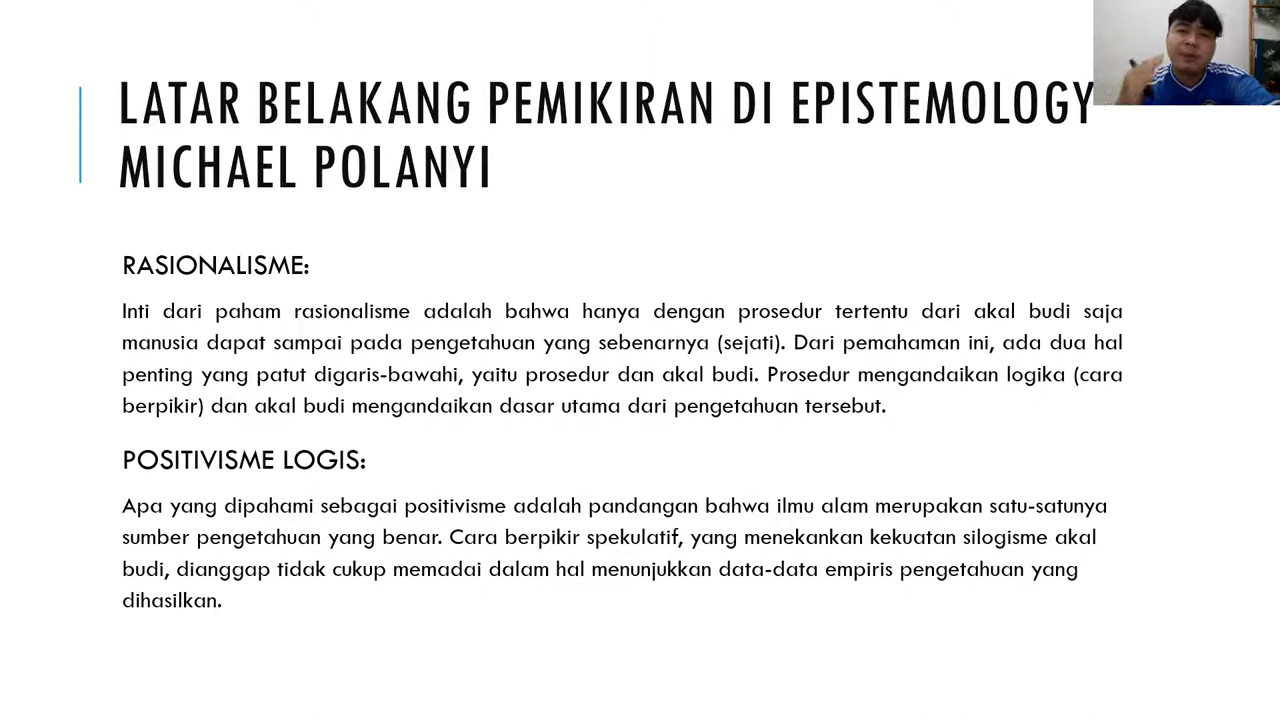 LATAR BELAKANG PEMIKIRAN DI EPISTEMOLOGY
MICHAEL POLANYI
RASIONALISME:
Inti dari paham rasionalisme adalah bahwa hanya dengan prosedur tertentu dari akal budi saja
manusia dapat sampai pada pengetahuan yang sebenarnya (sejati). Dari pemahaman ini, ada dua hal
penting yang patut digaris-bawahi, yaitu prosedur dan akal budi. Prosedur mengandaikan logika (cara
berpikir) dan akal budi mengandaikan dasar utama dari pengetahuan tersebut.
POSITIVISME LOGIS:
Apa yang dipahami sebagai positivisme adalah pandangan bahwa ilmu alam merupakan satu-satunya
sumber pengetahuan yang benar. Cara berpikir spekulatif, yang menekankan kekuatan silogisme akal
budi, dianggap tidak cukup memadai dalam hal menunjukkan data-data empiris pengetahuan yang
dihasilkan.